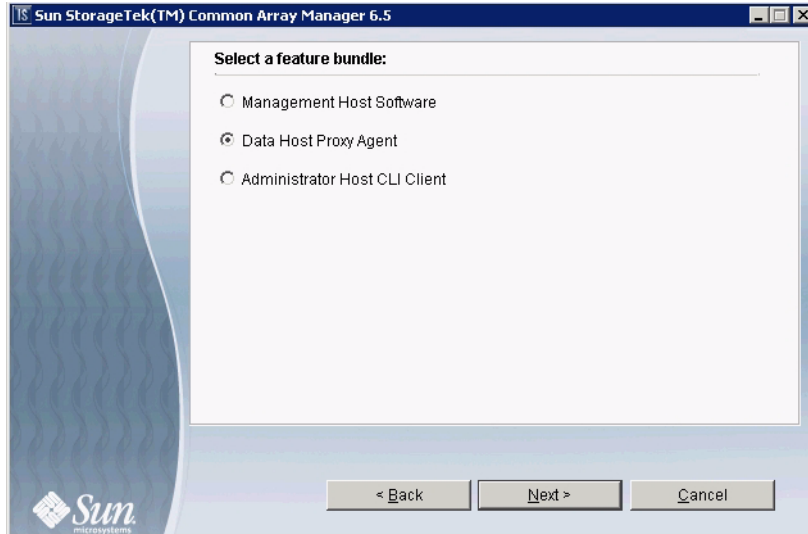 Sun StorageTek(TM) Common Array Manager 6.5
Select a feature bundle:
Management Host Software
Data Host Proxy Agent
Administrator Host CLI Client
< Back
Next >
Cancel
Sun
microsystems